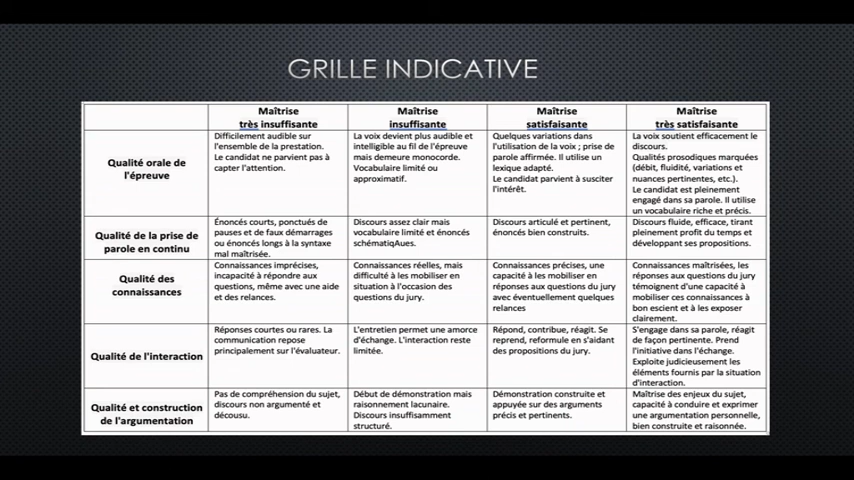 GRILLE INDICATIVE
Maîtrise
très insuffisante
Maîtrise
insuffisante
Maîtrise
satisfaisante
Maîtrise
très satisfaisante
Qualité orale de
l'épreuve
Difficilement audible sur
l'ensemble de la prestation.
Le candidat ne parvient pas à
capter l'attention.
La voix devient plus audible et
intelligible au fil de l'épreuve
mais demeure monocorde.
Vocabulaire limité ou
approximatif.
Quelques variations dans
l'utilisation de la voix ; prise de
parole affirmée. Il utilise un
lexique adapté.
Le candidat parvient à susciter
l'intérêt.
La voix soutient efficacement le
discours.
Qualités prosodiques marquées
(débit, fluidité, variations et
nuances pertinentes, etc.).
Le candidat est pleinement
engagé dans sa parole. Il utilise
un vocabulaire riche et précis.
Qualité de la prise de
parole en continu
Énoncés courts, ponctués de
pauses et de faux démarrages
ou énoncés longs à la syntaxe
mal maîtrisée.
Discours assez clair mais
vocabulaire limité et énoncés
schématiqAues.
Discours articulé et pertinent,
énoncés bien construits.
Discours fluide, efficace, tirant
pleinement profit du temps et
développant ses propositions.
Qualité des
connaissances
Connaissances imprécises,
incapacité à répondre aux
questions, même avec une aide
et des relances.
Connaissances réelles, mais
difficulté à les mobiliser en
situation à l'occasion des
questions du jury.
Connaissances précises, une
capacité à les mobiliser en
réponses aux questions du jury
avec éventuellement quelques
relances
Connaissances maîtrisées, les
réponses aux questions du jury
témoignent d'une capacité à
mobiliser ces connaissances à
bon escient et à les exposer
clairement.
Qualité de l'interaction
Réponses courtes ou rares. La
communication repose
principalement sur l'évaluateur.
L'entretien permet une amorce
d'échange. L'interaction reste
limitée.
Répond, contribue, réagit. Se
reprend, reformule en s'aidant
des propositions du jury.
S'engage dans sa parole, réagit
de façon pertinente. Prend
l'initiative dans l'échange.
Exploite judicieusement les
éléments fournis par la situation
d'interaction.
Qualité et construction
de l'argumentation
Pas de compréhension du sujet,
discours non argumenté et
décousu.
Début de démonstration mais
raisonnement lacunaire.
Discours insuffisamment
structuré.
Démonstration construite et
appuyée sur des arguments
précis et pertinents.
Maîtrise des enjeux du sujet,
capacité à conduire et exprimer
une argumentation personnelle,
bien construite et raisonnée.